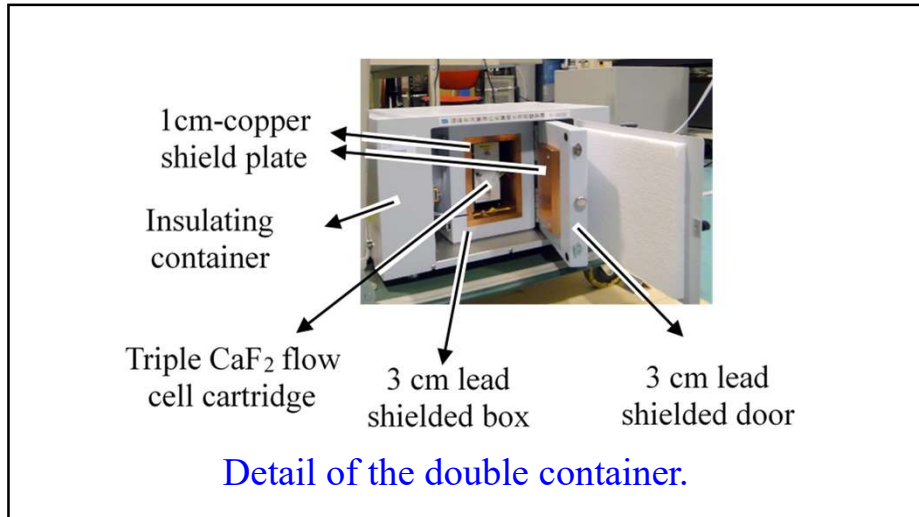 1cm-copper
shield plate
Insulating
container
Triple CaF₂ flow
cell cartridge
3 cm lead
shielded box
3 cm lead
shielded door
Detail of the double container.